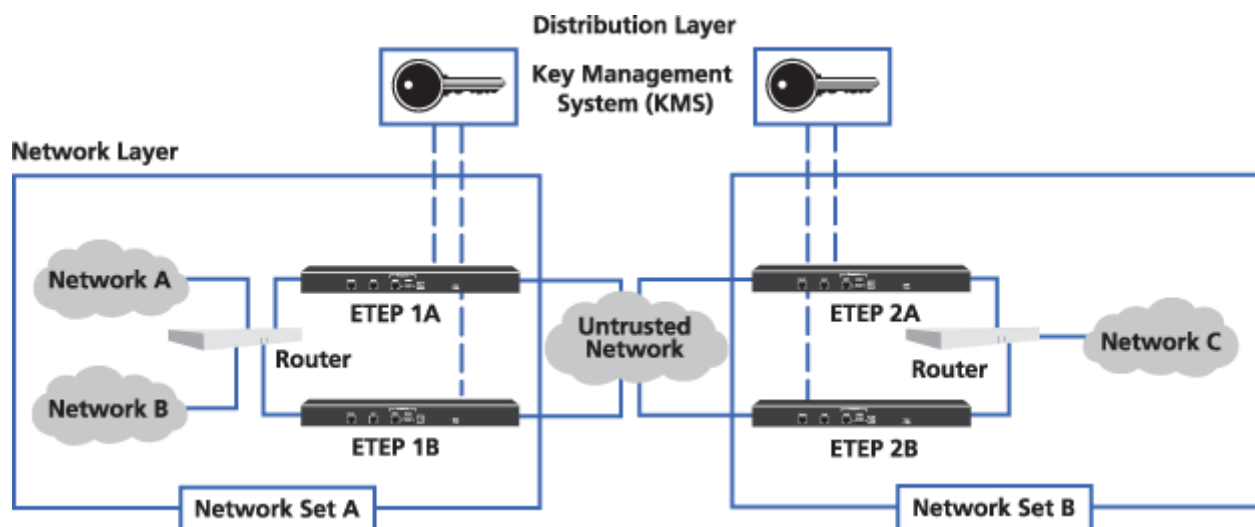 Distribution Layer
Key Management
System (KMS)
Network Layer
Network A
ETEP 1A
Untrusted
Network
ETEP 2A
Router
Router
Network C
Network B
ETEP 1B
ETEP 2B
Network Set A
Network Set B